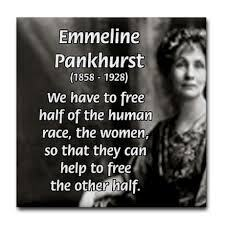 Emmeline
Pankhurst
(1858 - 1928)
We have to free
half of the human
race, the women,
so that they can
help to free
the other half.